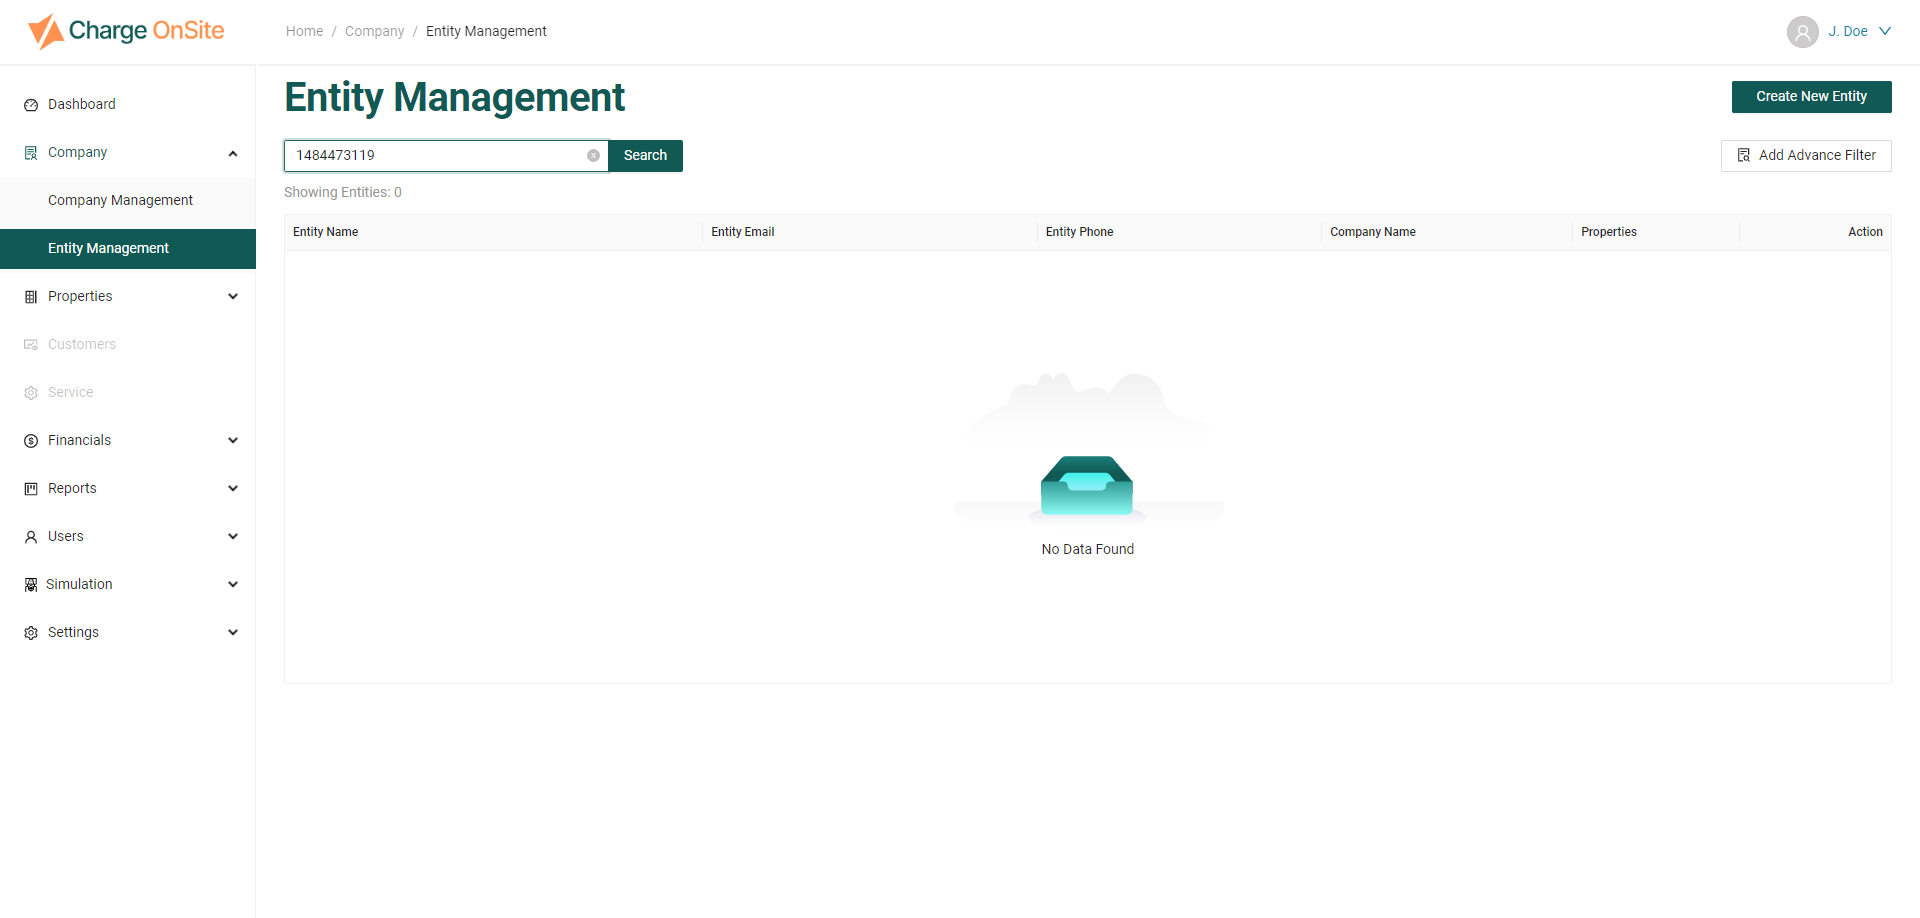 Charge OnSite
Home / Company / Entity Management
J. Doe
Dashboard
Company
Company Management
Entity Management
Properties
Customers
Service
Financials
Reports
Users
Simulation
Settings
Entity Management
Create New Entity
1484473119
Search
Add Advance Filter
Showing Entities: 0
Entity Name Entity Email Entity Phone Company Name Properties Action
No Data Found